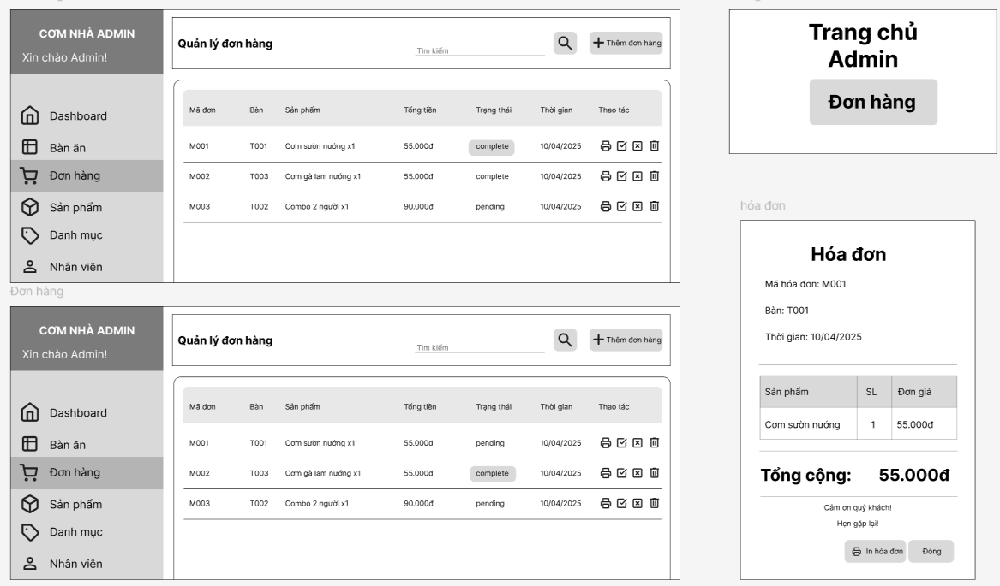 CƠM NHÀ ADMIN
Xin chào Admin!
Dashboard
Bàn ăn
Đơn hàng
Sản phẩm
Danh mục
Nhân viên
Quản lý đơn hàng
Tìm kiếm
Thêm đơn hàng
Mã đơn Bàn Sản phẩm Tổng tiền Trạng thái Thời gian Thao tác
M001 T001 Cơm sườn nướng x1 55.000đ complete 10/04/2025
M002 T003 Cơm gà lam nướng x1 55.000đ complete 10/04/2025
M003 T002 Combo 2 người x1 90.000đ pending 10/04/2025
Đơn hàng
CƠM NHÀ ADMIN
Xin chào Admin!
Dashboard
Bàn ăn
Đơn hàng
Sản phẩm
Danh mục
Nhân viên
Quản lý đơn hàng
Tìm kiếm
Thêm đơn hàng
Mã đơn Bàn Sản phẩm Tổng tiền Trạng thái Thời gian Thao tác
M001 T001 Cơm sườn nướng x1 55.000đ pending 10/04/2025
M002 T003 Cơm gà lam nướng x1 55.000đ complete 10/04/2025
M003 T002 Combo 2 người x1 90.000đ pending 10/04/2025
Trang chủ
Admin
Đơn hàng
hóa đơn
Hóa đơn
Mã hóa đơn: M001
Bàn: T001
Thời gian: 10/04/2025
Sản phẩm SL Đơn giá
Cơm sườn nướng 1 55.000đ
Tổng cộng: 55.000đ
Cảm ơn quý khách!
Hẹn gặp lại!
In hóa đơn Đóng